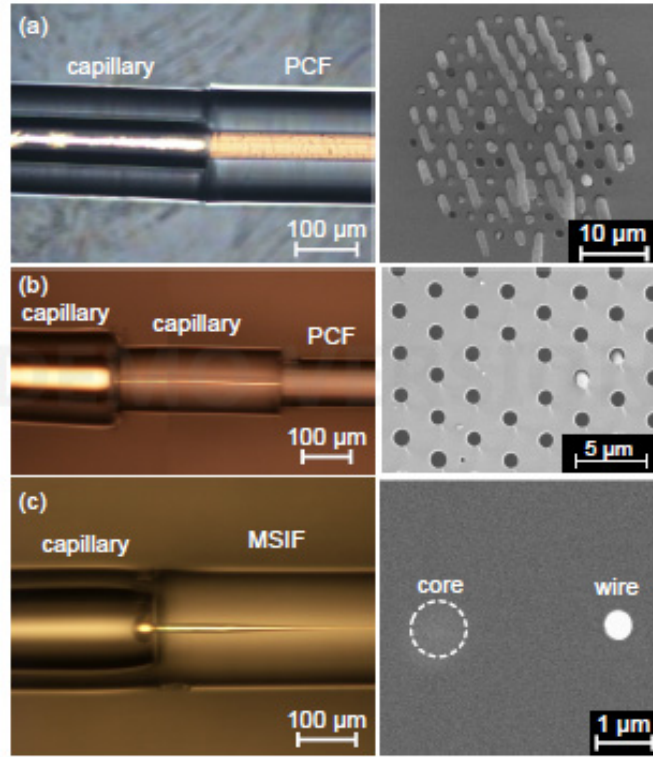 (a)
capillary PCF
100 µm
10 µm
(b)
capillary capillary PCF
100 µm
5 µm
(c)
capillary MSIF
100 µm
core wire
1 µm